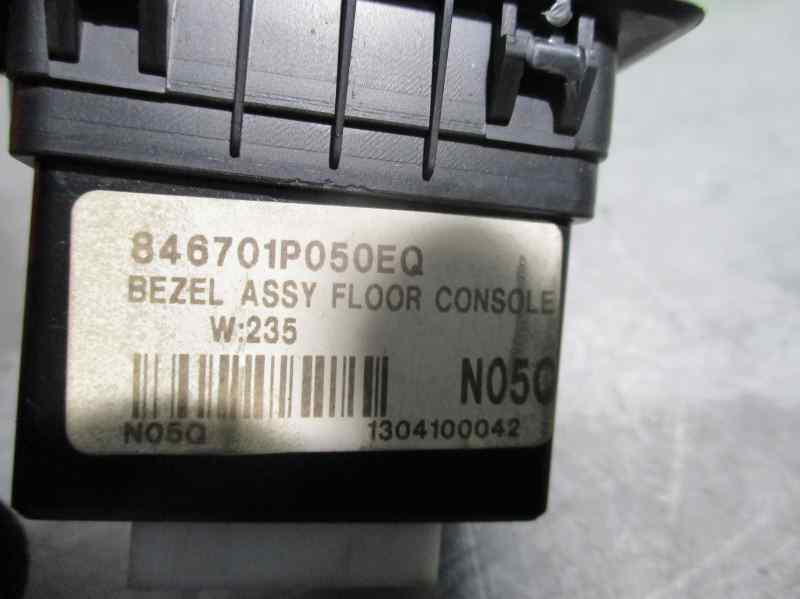 846701P050EQ
BEZEL ASSY FLOOR CONSOLE
W:235
N05Q
N05Q
1304100042